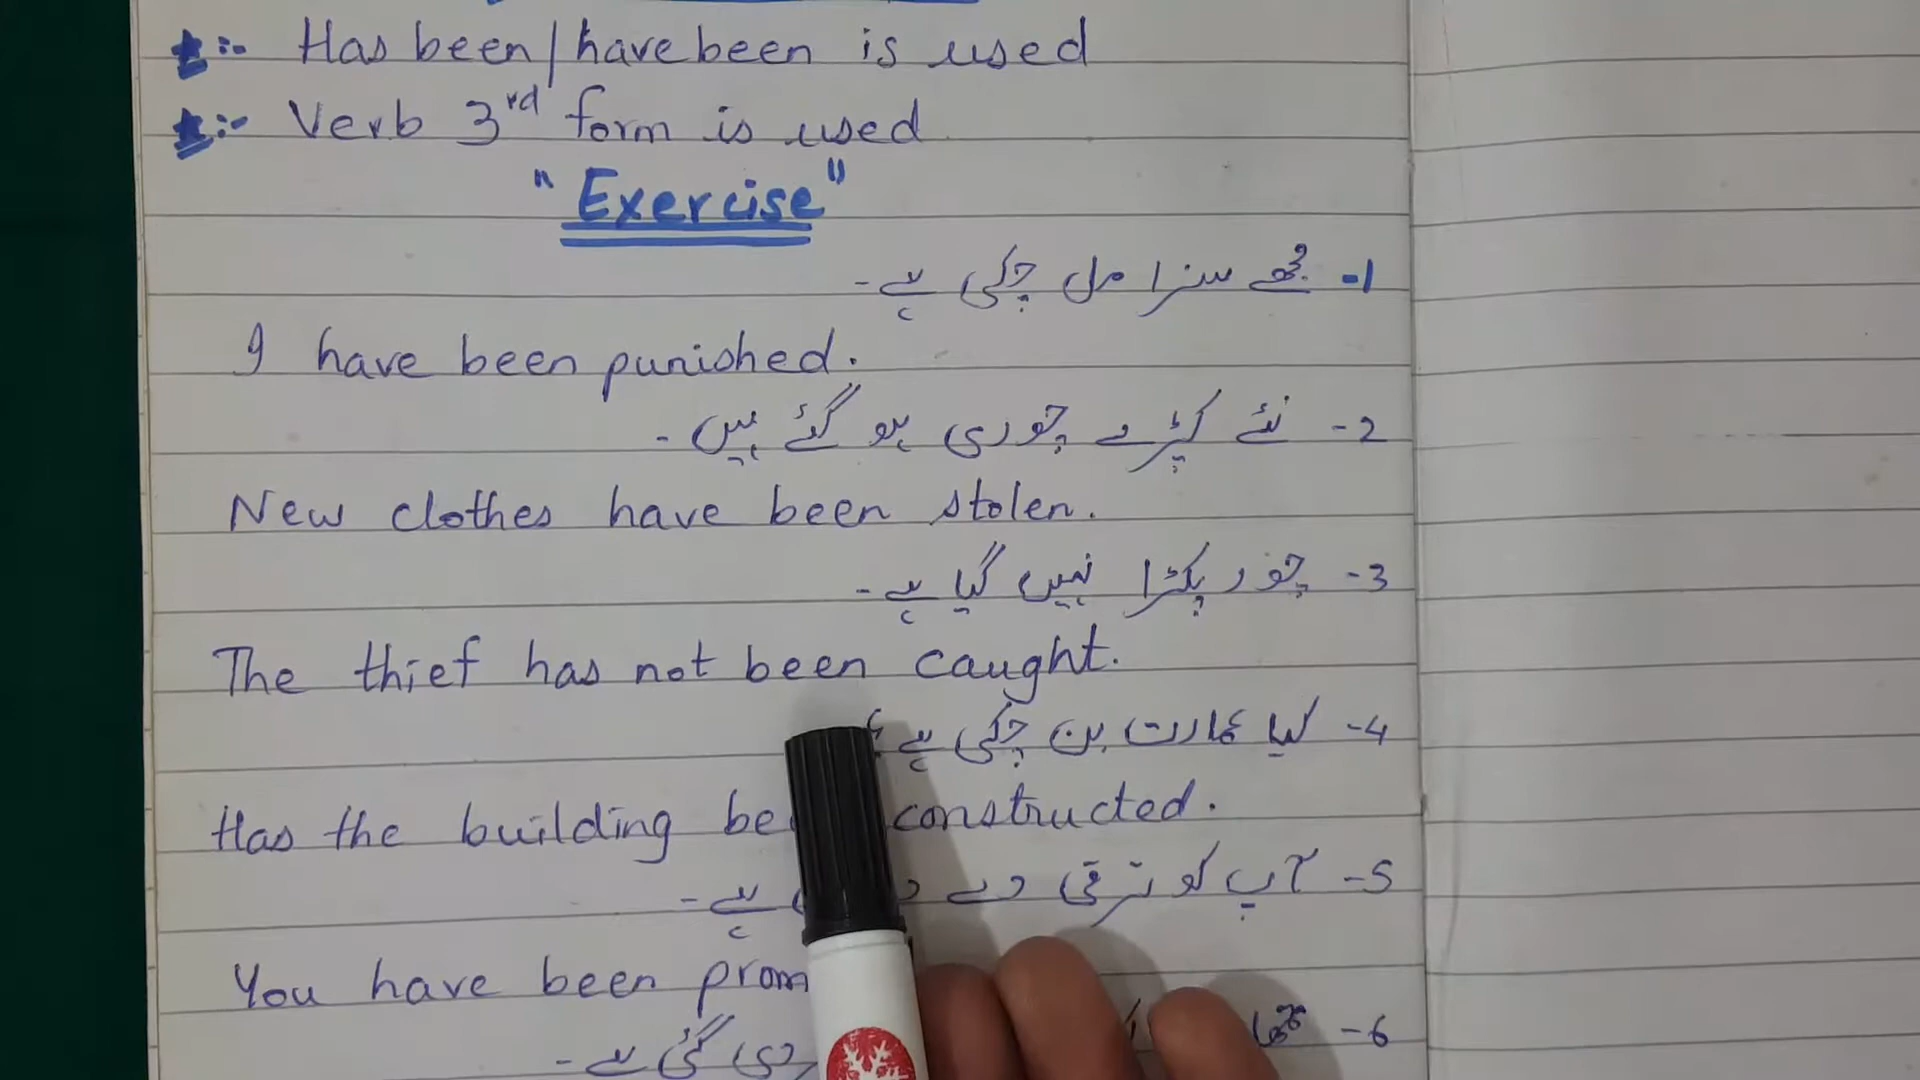 Has been/have been is used
Verb 3rd form is used
"Exercise"
1- مجھے سزا مل چکی ہے۔
I have been punished.
2- نئے کپڑے چوری ہو گئے ہیں۔
New clothes have been stolen.
3- چور پکڑا نہیں گیا ہے۔
The thief has not been caught.
4- کیا عمارت بن چکی ہے
Has the building constructed.
5- آپ کو ترقی دے ہے۔
You have been
6-
دی گئی ہے۔